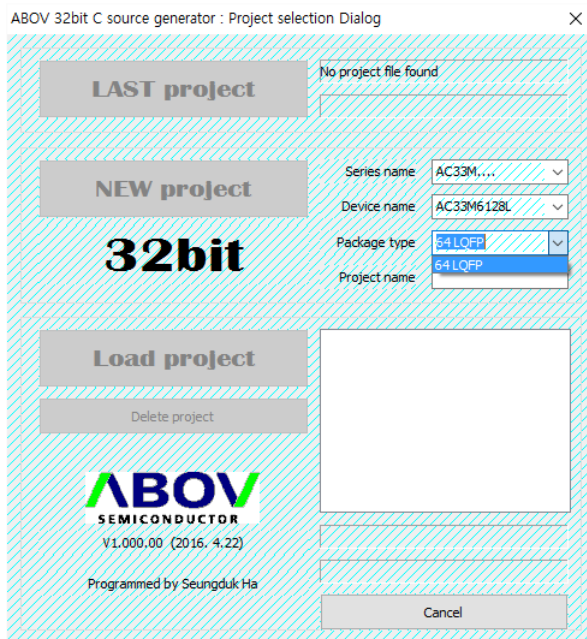 ABOV 32bit C source generator : Project selection Dialog
LAST project
No project file found
NEW project
Series name AC33M....
Device name AC33M6128L
32bit
Package type 64 LQFP
64 LQFP
Project name
Load project
Delete project
ABOV
SEMICONDUCTOR
V1.000.00 (2016. 4.22)
Programmed by Seungduk Ha
Cancel